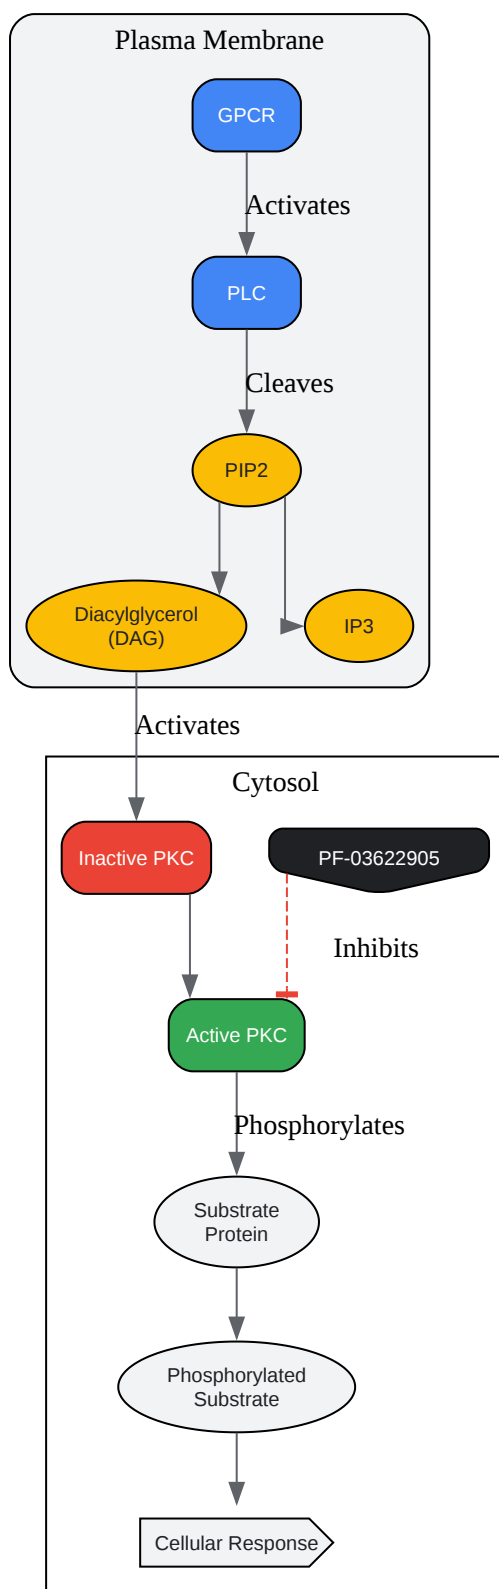 Plasma Membrane
GPCR
Activates
PLC
Cleaves
PIP2
Diacylglycerol
(DAG)
IP3
Activates
Cytosol
Inactive PKC
PF-03622905
Inhibits
Active PKC
Phosphorylates
Substrate
Protein
Phosphorylated
Substrate
Cellular Response